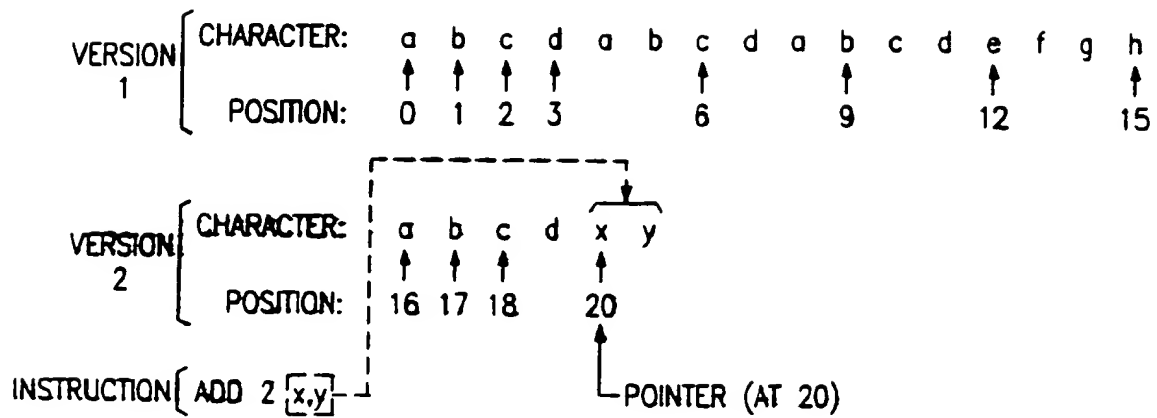 VERSION 1
CHARACTER: a b c d a b c d a b c d e f g h
POSITION: 0 1 2 3 6 9 12 15
VERSION 2
CHARACTER: a b c d x y
POSITION: 16 17 18 20
INSTRUCTION ADD 2 x,y
POINTER (AT 20)